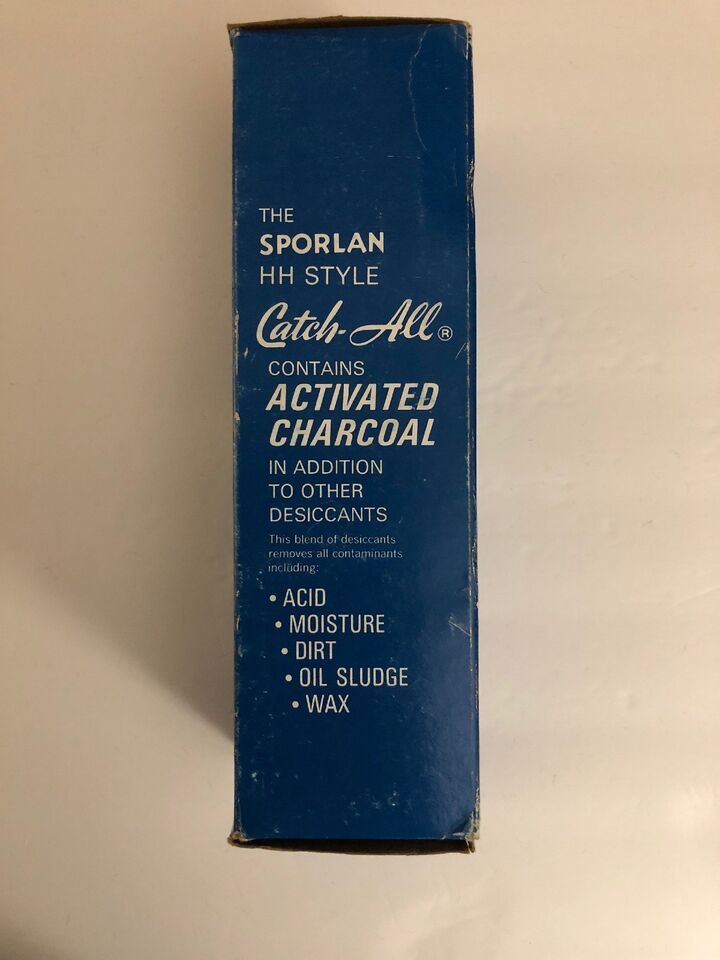 THE
SPORLAN
HH STYLE
Catch-All®
CONTAINS
ACTIVATED
CHARCOAL
IN ADDITION
TO OTHER
DESICCANTS
This blend of desiccants
removes all contaminants
including:
• ACID
• MOISTURE
• DIRT
• OIL SLUDGE
• WAX